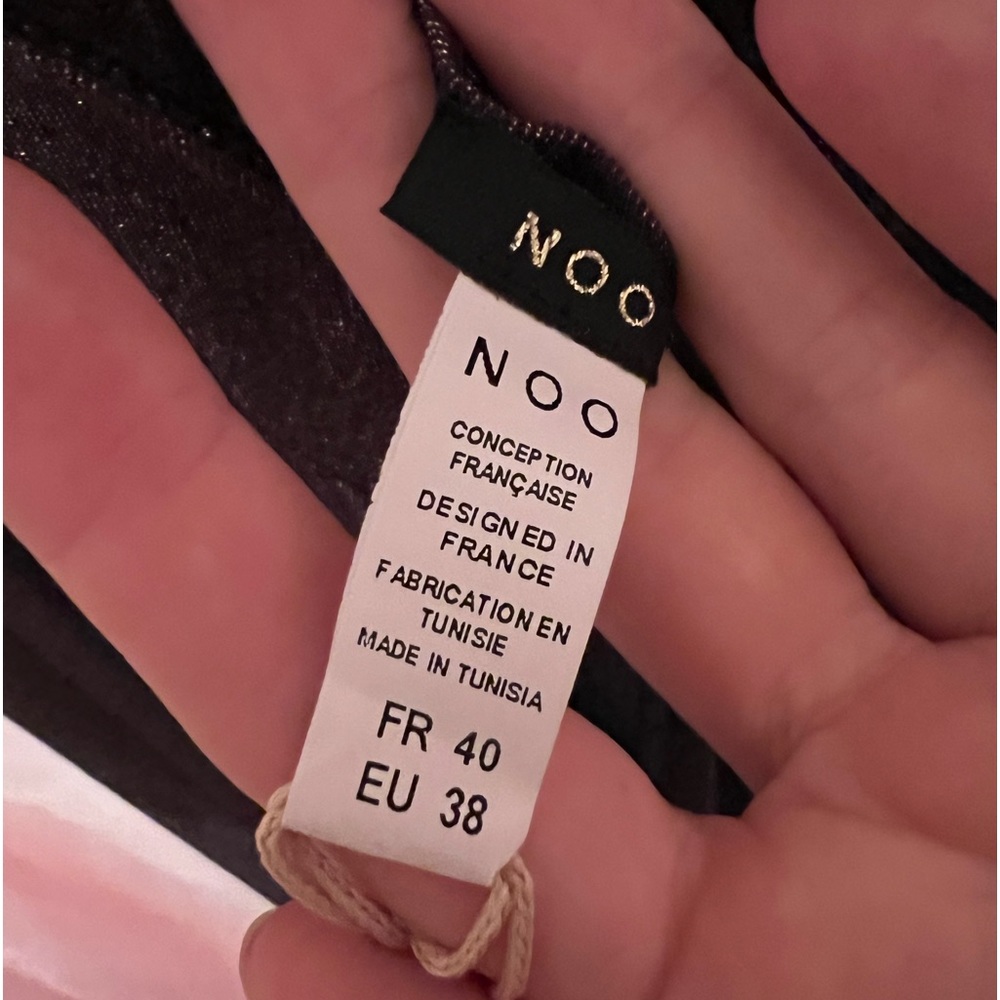 NOO
NOO
CONCEPTION
FRANÇAISE
DESIGNED IN
FRANCE
FABRICATION EN
TUNISIE
MADE IN TUNISIA
FR 40
EU 38